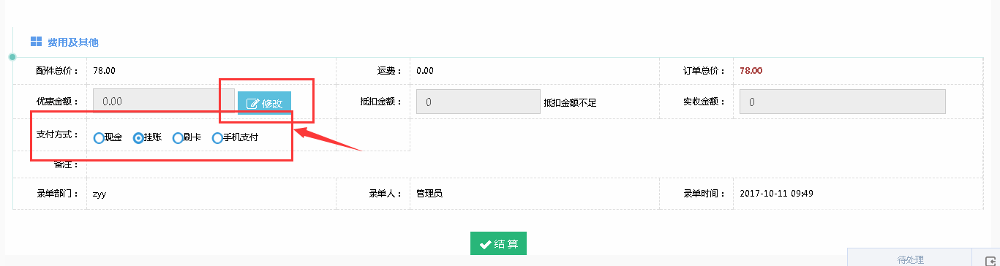 费用及其他
配件总价： 78.00 运费： 0.00 订单总价： 78.00
优惠金额： 0.00 修改 抵扣金额： 0 抵扣金额不足 实收金额： 0
支付方式： 现金 挂账 刷卡 手机支付
备注：
录单部门： zyy 录单人： 管理员 录单时间： 2017-10-11 09:49
结 算
待处理